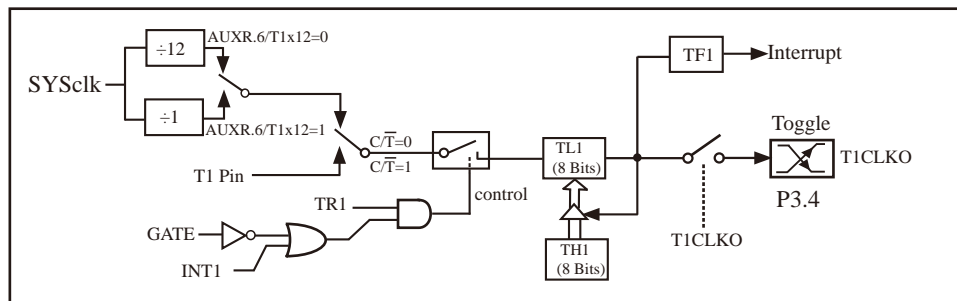 AUXR.6/T1x12=0
÷12
TF1
Interrupt
SYSclk
÷1
AUXR.6/T1x12=1
C/T̅=0
C/T̅=1
T1 Pin
TL1
(8 Bits)
Toggle
T1CLKO
P3.4
control
TR1
GATE
INT1
TH1
(8 Bits)
T1CLKO